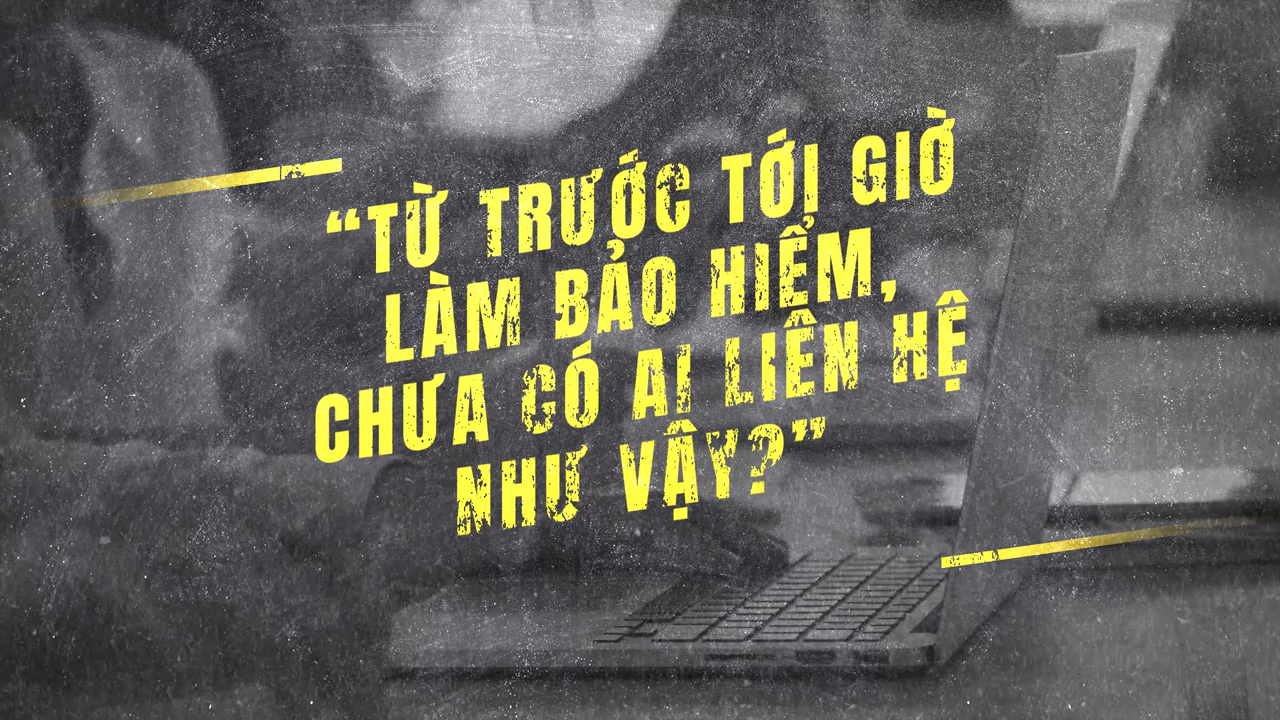 “TỪ TRƯỚC TỚI GIỜ
LÀM BẢO HIỂM,
CHƯA CÓ AI LIÊN HỆ
NHƯ VẬY?”